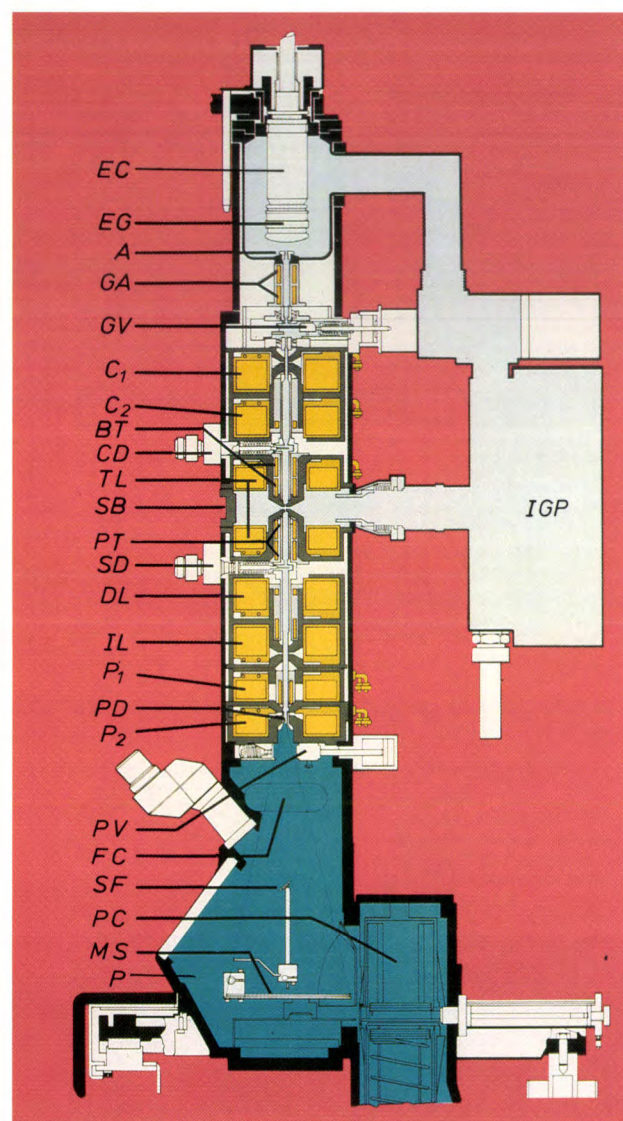 EC
EG
A
GA
GV
C₁
C₂
BT
CD
TL
SB
IGP
PT
SD
DL
IL
P₁
PD
P₂
PV
FC
SF
PC
MS
P